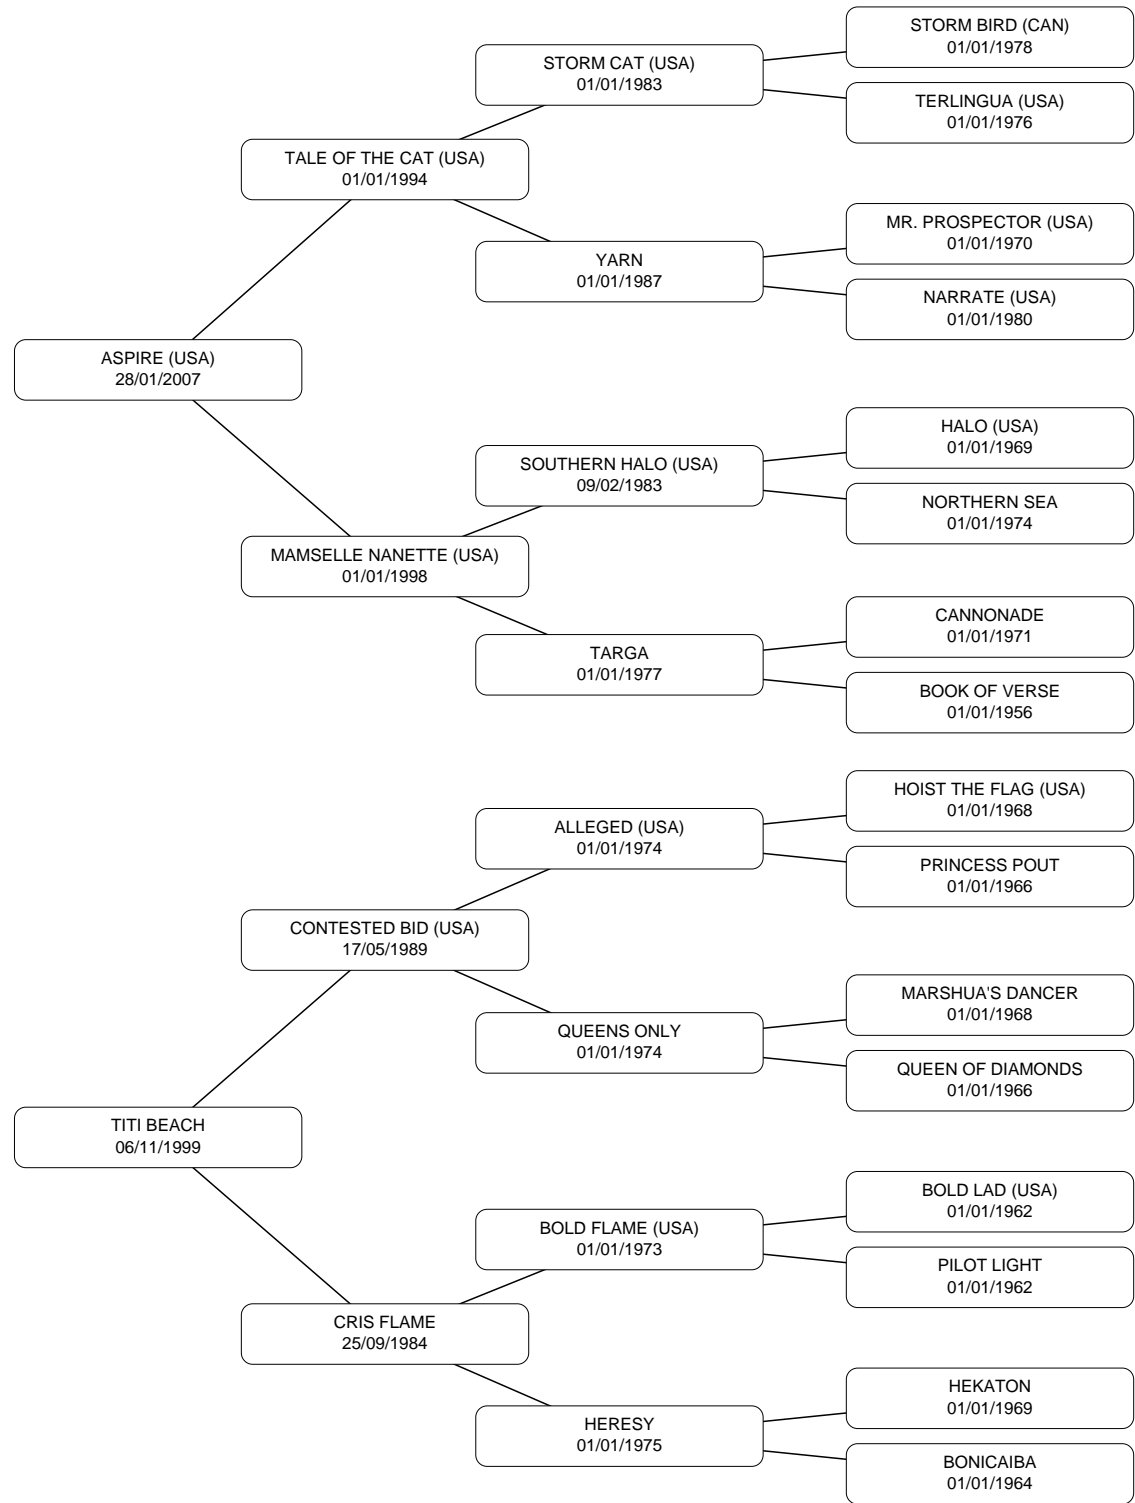 STORM BIRD (CAN)
01/01/1978
STORM CAT (USA)
01/01/1983
TERLINGUA (USA)
01/01/1976
TALE OF THE CAT (USA)
01/01/1994
MR. PROSPECTOR (USA)
01/01/1970
YARN
01/01/1987
NARRATE (USA)
01/01/1980
ASPIRE (USA)
28/01/2007
HALO (USA)
01/01/1969
SOUTHERN HALO (USA)
09/02/1983
NORTHERN SEA
01/01/1974
MAMSELLE NANETTE (USA)
01/01/1998
CANNONADE
01/01/1971
TARGA
01/01/1977
BOOK OF VERSE
01/01/1956
HOIST THE FLAG (USA)
01/01/1968
ALLEGED (USA)
01/01/1974
PRINCESS POUT
01/01/1966
CONTESTED BID (USA)
17/05/1989
MARSHUA'S DANCER
01/01/1968
QUEENS ONLY
01/01/1974
QUEEN OF DIAMONDS
01/01/1966
TITI BEACH
06/11/1999
BOLD LAD (USA)
01/01/1962
BOLD FLAME (USA)
01/01/1973
PILOT LIGHT
01/01/1962
CRIS FLAME
25/09/1984
HEKATON
01/01/1969
HERESY
01/01/1975
BONICAIBA
01/01/1964